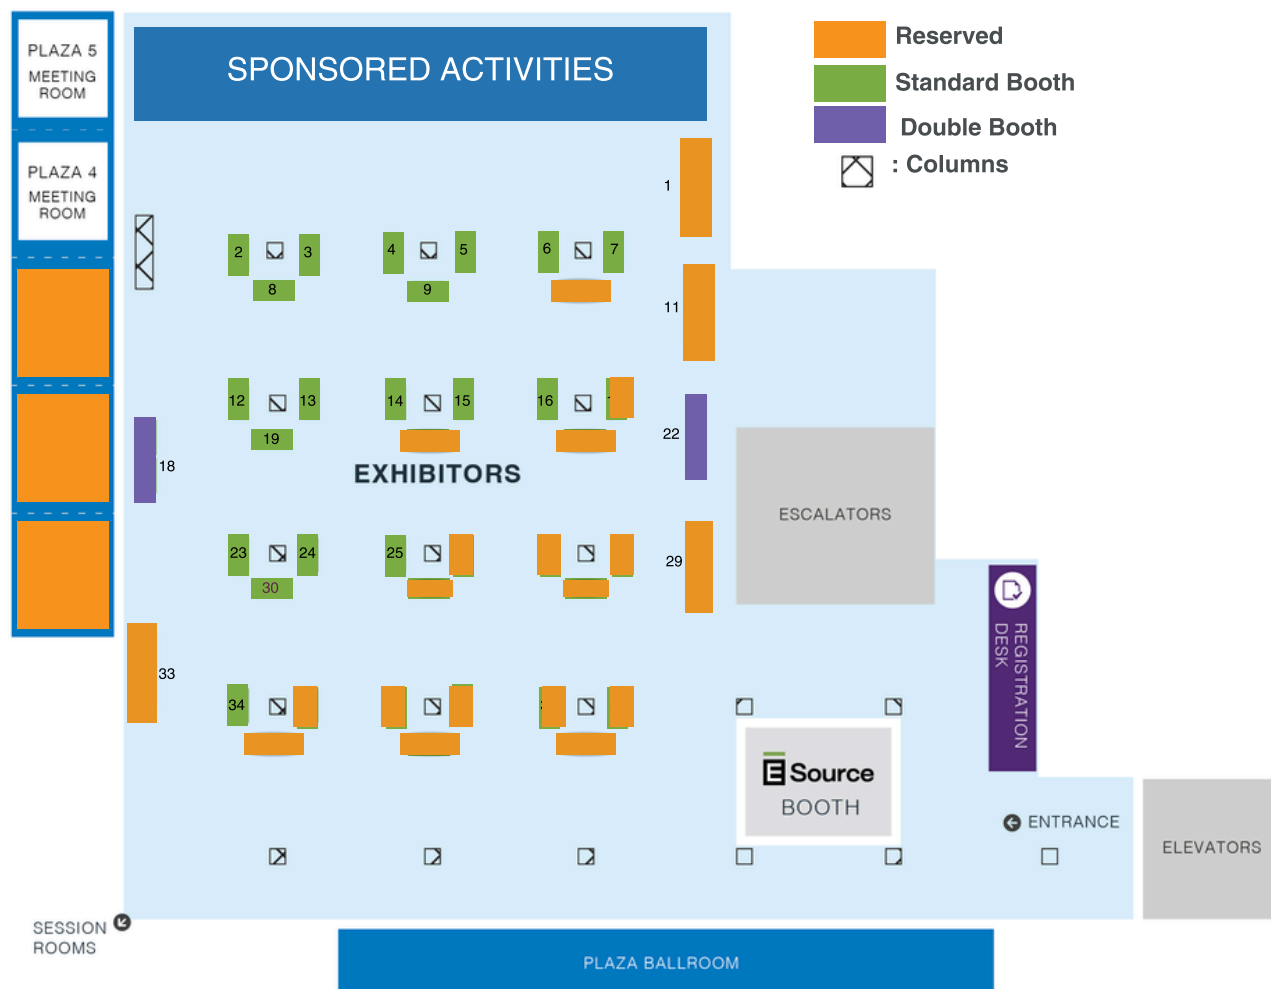 PLAZA 5
MEETING
ROOM
SPONSORED ACTIVITIES
Reserved
Standard Booth
Double Booth
: Columns
PLAZA 4
MEETING
ROOM
1
2
3
4
5
6
7
8
9
11
12
13
14
15
16
19
22
18
EXHIBITORS
ESCALATORS
23
24
25
29
30
REGISTRATION
DESK
33
34
E Source
BOOTH
ENTRANCE
ELEVATORS
SESSION
ROOMS
PLAZA BALLROOM